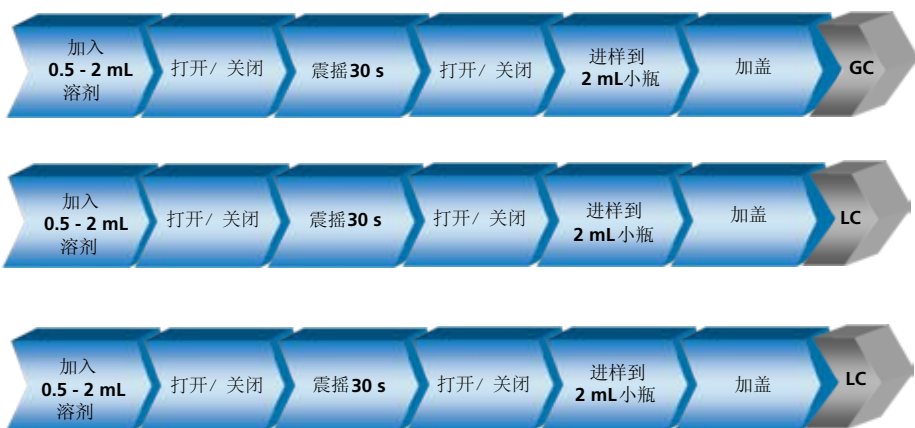 加入
0.5 - 2 mL
溶剂
打开/ 关闭
震摇30 s
打开/ 关闭
进样到
2 mL小瓶
加盖
GC
加入
0.5 - 2 mL
溶剂
打开/ 关闭
震摇30 s
打开/ 关闭
进样到
2 mL小瓶
加盖
LC
加入
0.5 - 2 mL
溶剂
打开/ 关闭
震摇30 s
打开/ 关闭
进样到
2 mL小瓶
加盖
LC